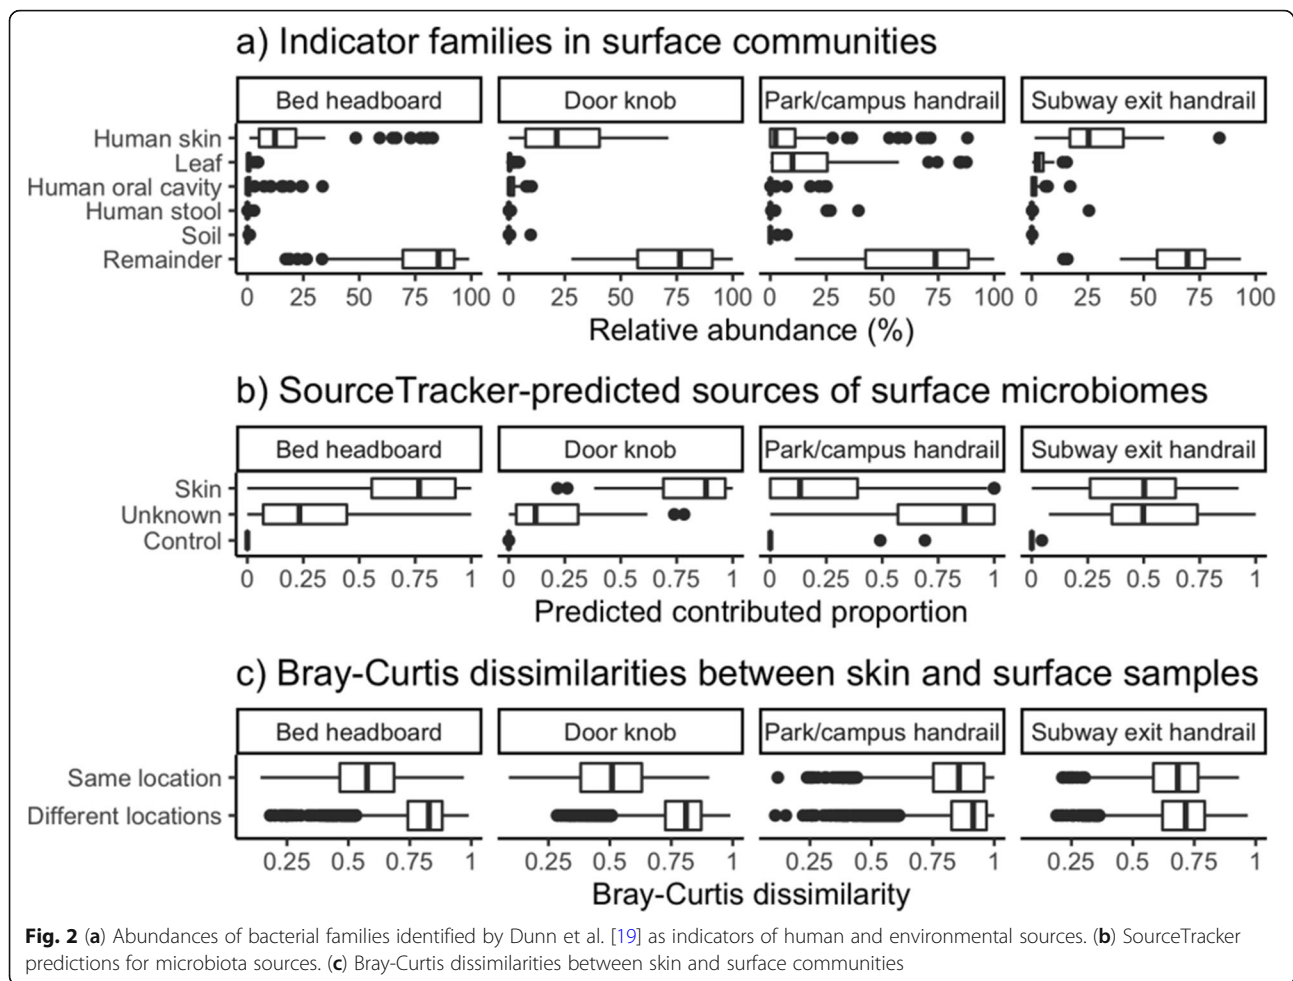 a) Indicator families in surface communities
Bed headboard Door knob Park/campus handrail Subway exit handrail
Human skin
Leaf
Human oral cavity
Human stool
Soil
Remainder
0 25 50 75 100 0 25 50 75 100 0 25 50 75 100 0 25 50 75 100
Relative abundance (%)
b) SourceTracker-predicted sources of surface microbiomes
Bed headboard Door knob Park/campus handrail Subway exit handrail
Skin
Unknown
Control
0 0.25 0.5 0.75 1 0 0.25 0.5 0.75 1 0 0.25 0.5 0.75 1 0 0.25 0.5 0.75 1
Predicted contributed proportion
c) Bray-Curtis dissimilarities between skin and surface samples
Bed headboard Door knob Park/campus handrail Subway exit handrail
Same location
Different locations
0.25 0.5 0.75 1 0.25 0.5 0.75 1 0.25 0.5 0.75 1 0.25 0.5 0.75 1
Bray-Curtis dissimilarity
Fig. 2 (a) Abundances of bacterial families identified by Dunn et al. [19] as indicators of human and environmental sources. (b) SourceTracker
predictions for microbiota sources. (c) Bray-Curtis dissimilarities between skin and surface communities